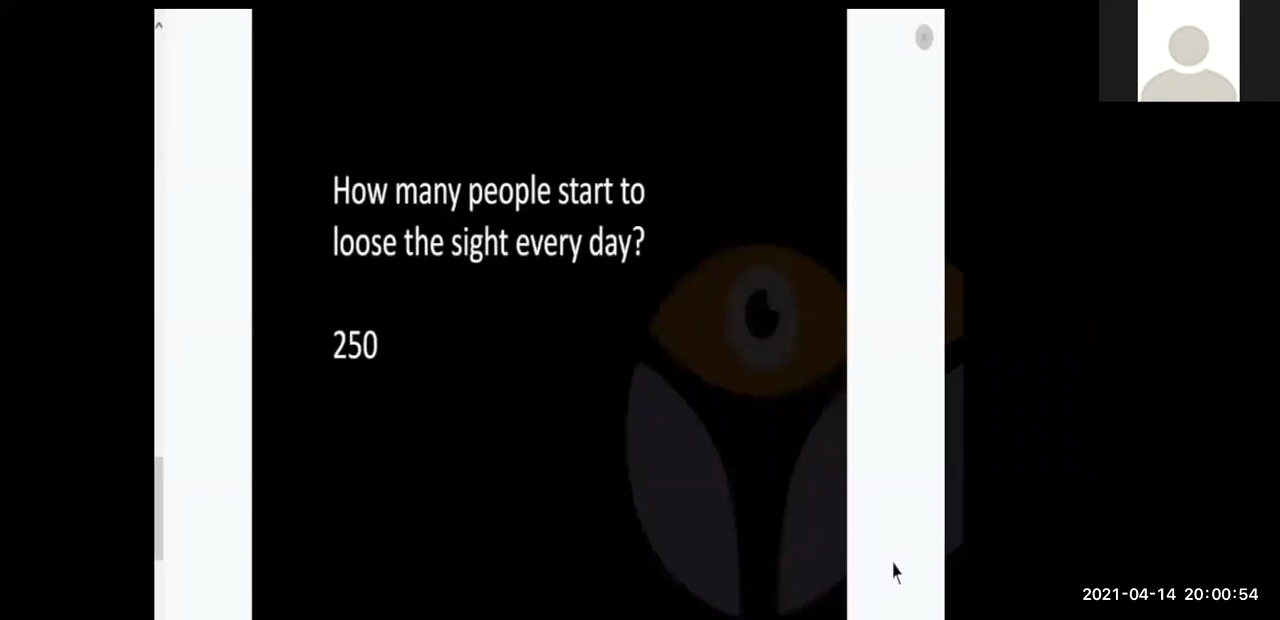 How many people start to
loose the sight every day?
250
2021-04-14 20:00:54